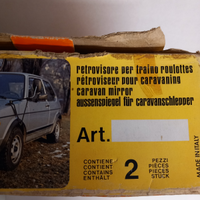 retrovisore per traino roulottes
rétroviseur pour caravaning
caravan mirror
aussenspiegel für caravanschlepper
Art.
CONTIENE
CONTIENT
CONTAINS
ENTHÄLT
2
PEZZI
PIÈCES
PIECES
STÜCK
MADE IN ITALY